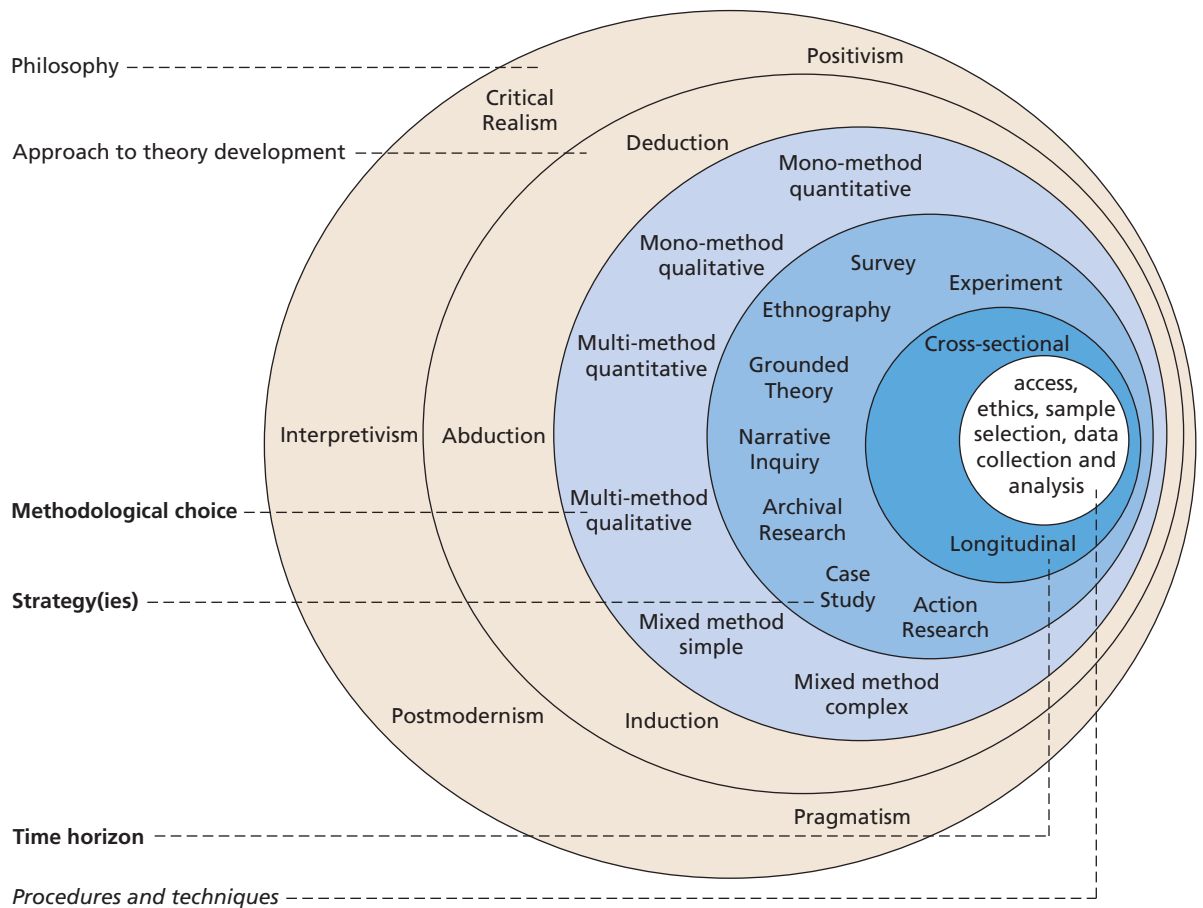 Philosophy
Positivism
Critical
Realism
Approach to theory development
Deduction
Mono-method
quantitative
Mono-method
qualitative
Survey
Experiment
Ethnography
Multi-method
quantitative
Cross-sectional
Grounded
Theory
access,
ethics, sample
selection, data
collection and
analysis
Interpretivism
Abduction
Narrative
Inquiry
Methodological choice
Multi-method
qualitative
Archival
Research
Longitudinal
Strategy(ies)
Case
Study
Action
Research
Mixed method
simple
Mixed method
complex
Postmodernism
Induction
Pragmatism
Time horizon
Procedures and techniques